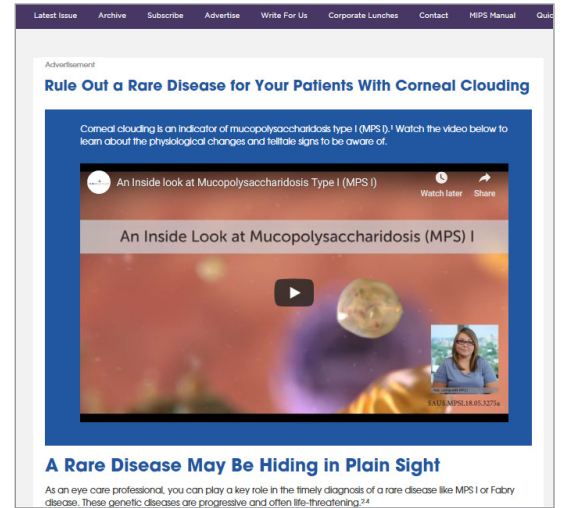 Latest Issue Archive Subscribe Advertise Write For Us Corporate Lunches Contact MIPS Manual Quic
Advertisement
Rule Out a Rare Disease for Your Patients With Corneal Clouding
Corneal clouding is an indicator of mucopolysaccharidosis type I (MPS I).¹ Watch the video below to
learn about the physiological changes and telltale signs to be aware of.
An Inside look at Mucopolysaccharidosis Type I (MPS I)
Watch later Share
An Inside Look at Mucopolysaccharidosis (MPS) I
SAUS.MPSI.18.05.3275a
A Rare Disease May Be Hiding in Plain Sight
As an eye care professional, you can play a key role in the timely diagnosis of a rare disease like MPS I or Fabry
disease. These genetic diseases are progressive and often life-threatening.²‚⁴